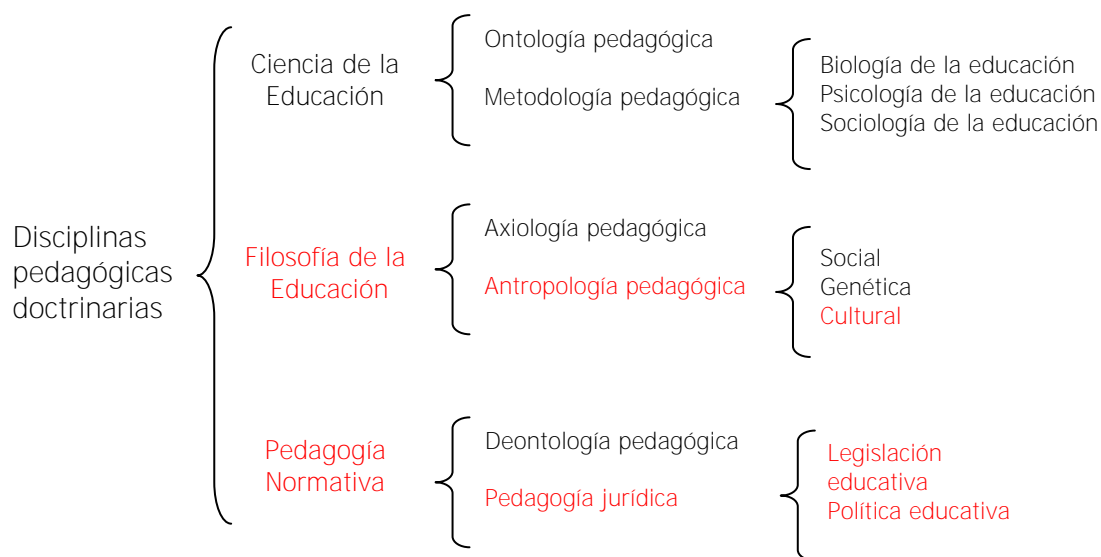 Disciplinas
pedagógicas
doctrinarias
Ciencia de la
Educación
Ontología pedagógica
Metodología pedagógica
Biología de la educación
Psicología de la educación
Sociología de la educación
Filosofía de la
Educación
Axiología pedagógica
Antropología pedagógica
Social
Genética
Cultural
Pedagogía
Normativa
Deontología pedagógica
Pedagogía jurídica
Legislación
educativa
Política educativa